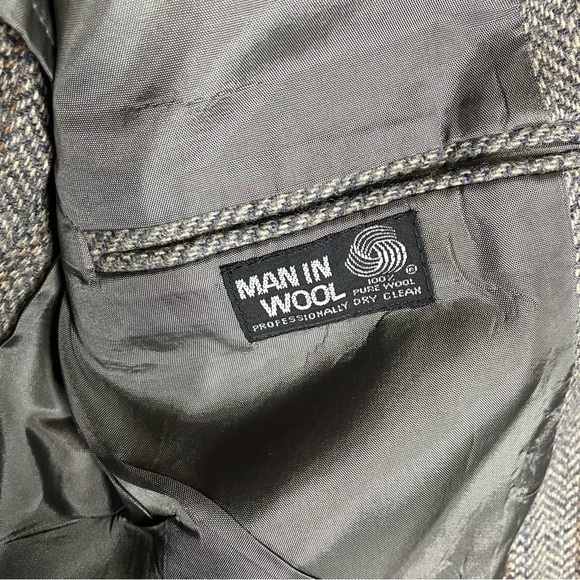 MAN IN
WOOL
100%
PURE WOOL
®
PROFESSIONALLY DRY CLEAN